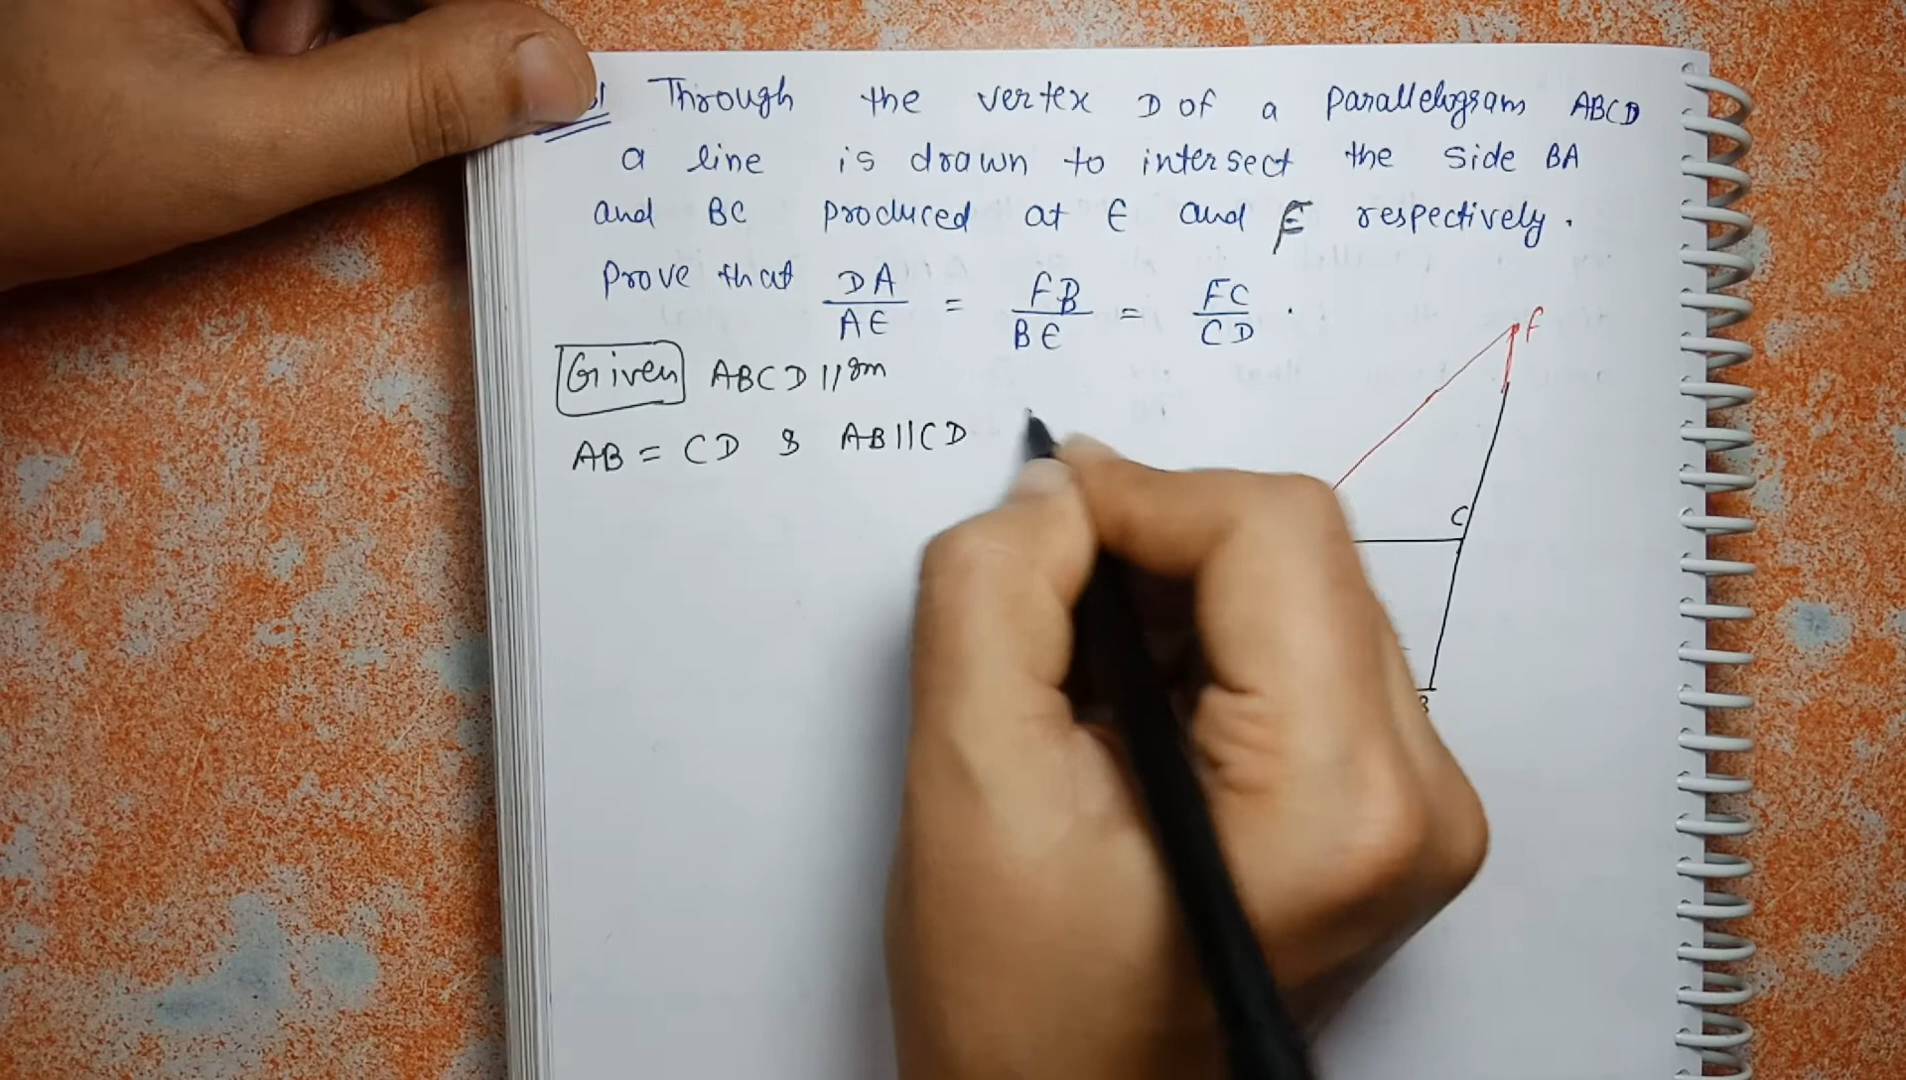 Through the vertex D of a parallelogram ABCD
a line is drawn to intersect the side BA
and BC produced at E and F respectively.
Prove that DA/AE = FB/BE = FC/CD .
Given ABCD ||gm
AB = CD & AB||CD
F
C
B